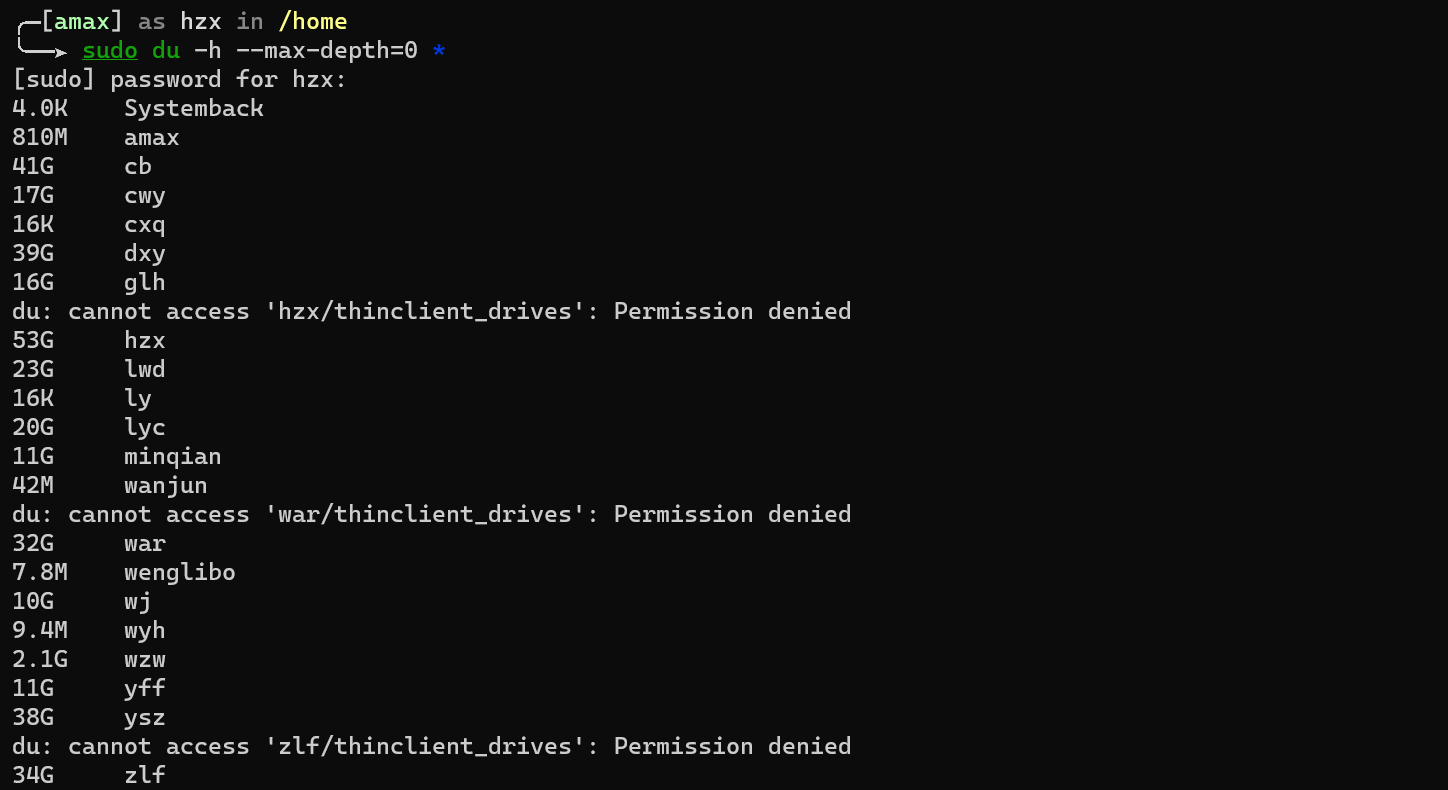 ╭─[amax] as hzx in /home
╰──➤ sudo du -h --max-depth=0 *
[sudo] password for hzx:
4.0K    Systemback
810M    amax
41G     cb
17G     cwy
16K     cxq
39G     dxy
16G     glh
du: cannot access 'hzx/thinclient_drives': Permission denied
53G     hzx
23G     lwd
16K     ly
20G     lyc
11G     minqian
42M     wanjun
du: cannot access 'war/thinclient_drives': Permission denied
32G     war
7.8M    wenglibo
10G     wj
9.4M    wyh
2.1G    wzw
11G     yff
38G     ysz
du: cannot access 'zlf/thinclient_drives': Permission denied
34G     zlf